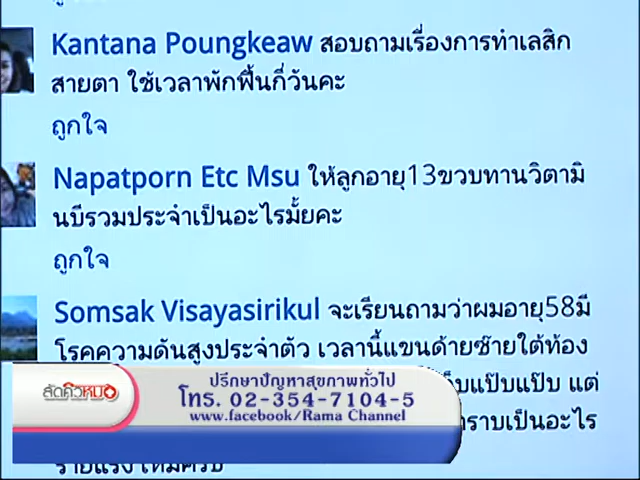 Kantana Poungkeaw สอบถามเรื่องการทำเลสิก
สายตา ใช้เวลาพักฟื้นกี่วันคะ
ถูกใจ
Napatporn Etc Msu ให้ลูกอายุ13ขวบทานวิตามิ
นบีรวมประจำเป็นอะไรมั้ยคะ
ถูกใจ
Somsak Visayasirikul จะเรียนถามว่าผมอายุ58มี
โรคความดันสูงประจำตัว เวลานี้แขนด้ายซ๊ายใต้ท้อง
แป๊บแป๊บ แต่
เป็นอะไร
ลัดคิวหมอ
ปรึกษาปัญหาสุขภาพทั่วไป
โทร. 02-354-7104-5
www.facebook/Rama Channel